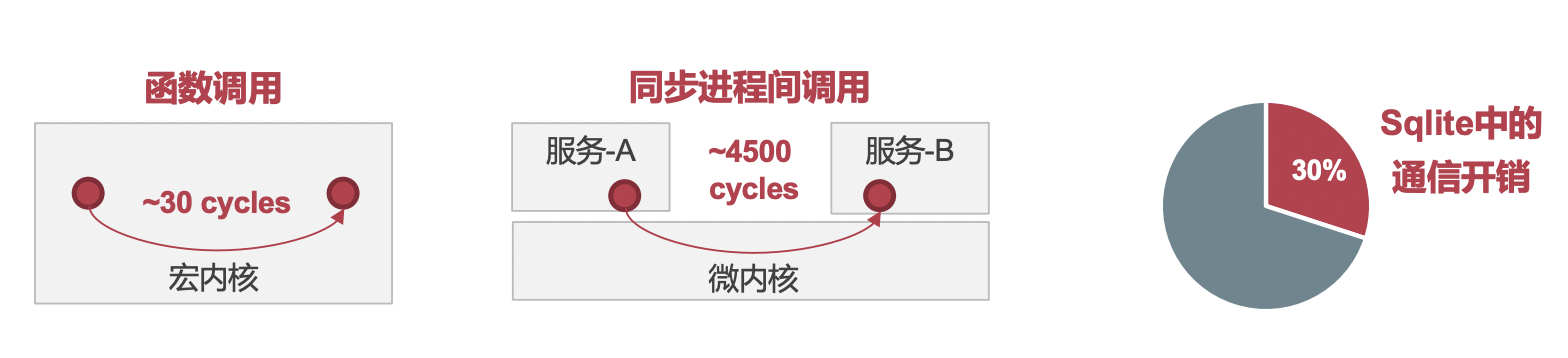 函数调用
~30 cycles
宏内核
同步进程间调用
服务-A
~4500
cycles
服务-B
微内核
30%
Sqlite中的
通信开销